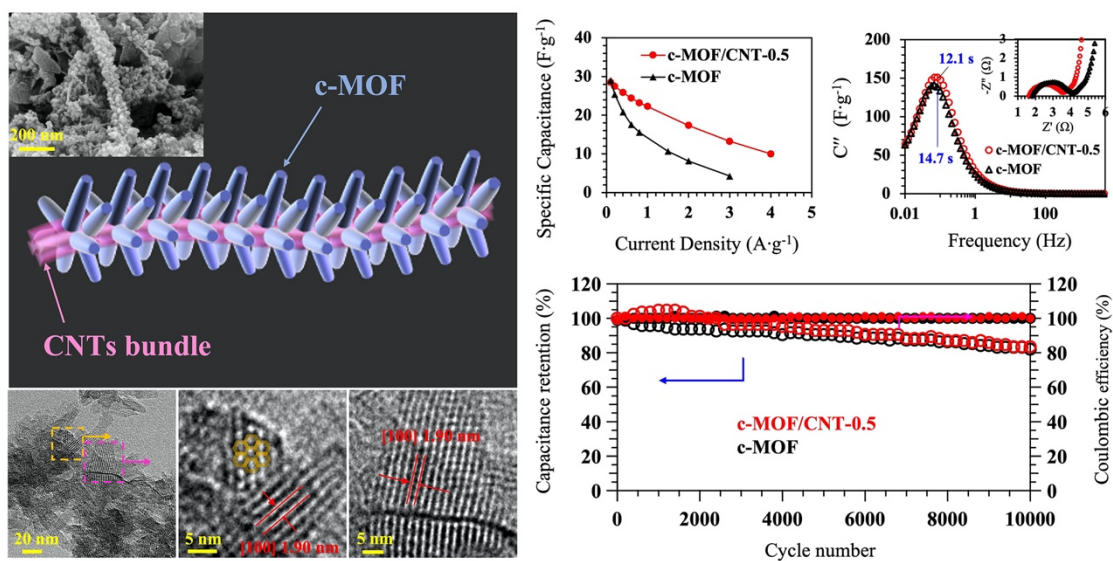 200 nm
c-MOF
CNTs bundle
20 nm
[100] 1.90 nm
5 nm
[100] 1.90 nm
5 nm
Specific Capacitance (F·g⁻¹)
40
30
20
10
0
c-MOF/CNT-0.5
c-MOF
0 1 2 3 4 5
Current Density (A·g⁻¹)
C″ (F·g⁻¹)
200
150
100
50
0
12.1 s
14.7 s
-Z″ (Ω)
3
2
1
0
1 2 3 4 5 6
Z′ (Ω)
c-MOF/CNT-0.5
c-MOF
0.01 1 100
Frequency (Hz)
Capacitance retention (%)
120
100
80
60
40
20
0
c-MOF/CNT-0.5
c-MOF
120
100
80
60
40
20
0
Coulombic efficiency (%)
0 2000 4000 6000 8000 10000
Cycle number